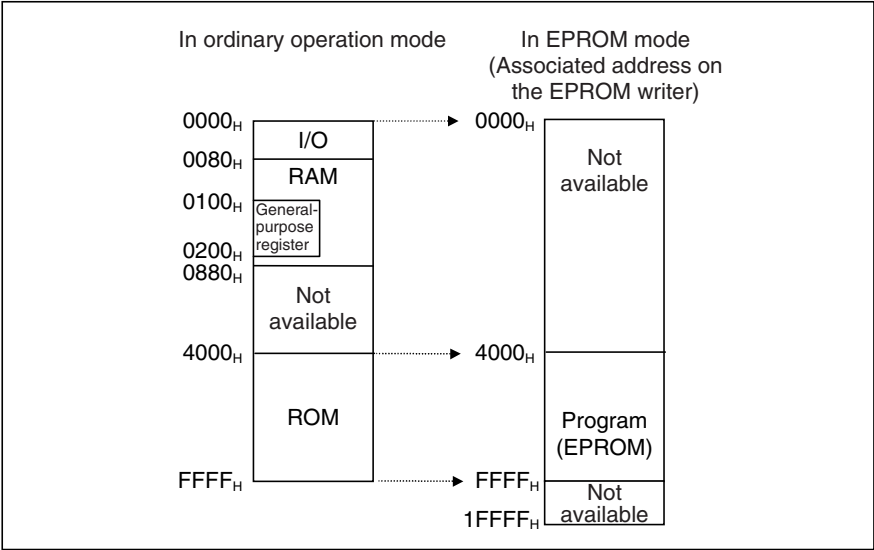 In ordinary operation mode
0000H
I/O
0080H
RAM
0100H
General-
purpose
register
0200H
0880H
Not
available
4000H
ROM
FFFFH
In EPROM mode
(Associated address on
the EPROM writer)
0000H
Not
available
4000H
Program
(EPROM)
FFFFH
Not
available
1FFFFH